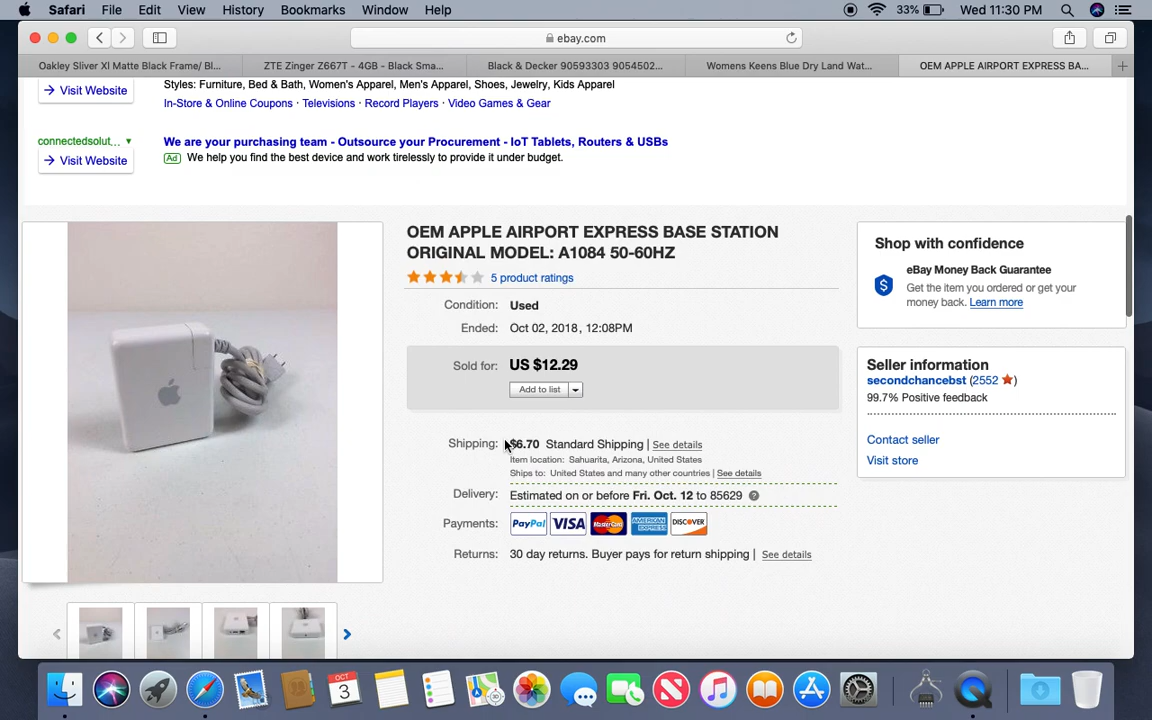 Safari File Edit View History Bookmarks Window Help 33% Wed 11:30 PM
ebay.com
Oakley Sliver Xl Matte Black Frame/ Bl... ZTE Zinger Z667T - 4GB - Black Sma... Black & Decker 90593303 9054502... Womens Keens Blue Dry Land Wat... OEM APPLE AIRPORT EXPRESS BA...
→ Visit Website
Styles: Furniture, Bed & Bath, Women's Apparel, Men's Apparel, Shoes, Jewelry, Kids Apparel
In-Store & Online Coupons · Televisions · Record Players · Video Games & Gear
connectedsolut...
→ Visit Website
We are your purchasing team - Outsource your Procurement - IoT Tablets, Routers & USBs
Ad We help you find the best device and work tirelessly to provide it under budget.
OEM APPLE AIRPORT EXPRESS BASE STATION
ORIGINAL MODEL: A1084 50-60HZ
5 product ratings
Condition: Used
Ended: Oct 02, 2018, 12:08PM
Sold for: US $12.29
Add to list
Shipping: $6.70 Standard Shipping | See details
Item location: Sahuarita, Arizona, United States
Ships to: United States and many other countries | See details
Delivery: Estimated on or before Fri. Oct. 12 to 85629 ?
Payments: PayPal VISA MasterCard AMERICAN EXPRESS DISCOVER
Returns: 30 day returns. Buyer pays for return shipping | See details
Shop with confidence
eBay Money Back Guarantee
Get the item you ordered or get your
money back. Learn more
Seller information
secondchancebst (2552)
99.7% Positive feedback
Contact seller
Visit store
OCT
3